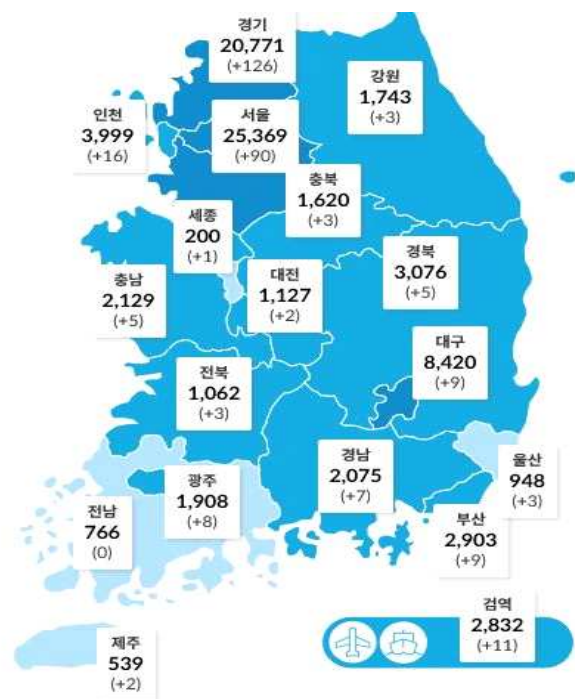 경기
20,771
(+126)
강원
1,743
(+3)
인천
3,999
(+16)
서울
25,369
(+90)
충북
1,620
(+3)
세종
200
(+1)
경북
3,076
(+5)
충남
2,129
(+5)
대전
1,127
(+2)
대구
8,420
(+9)
전북
1,062
(+3)
경남
2,075
(+7)
울산
948
(+3)
광주
1,908
(+8)
전남
766
(0)
부산
2,903
(+9)
검역
2,832
(+11)
제주
539
(+2)